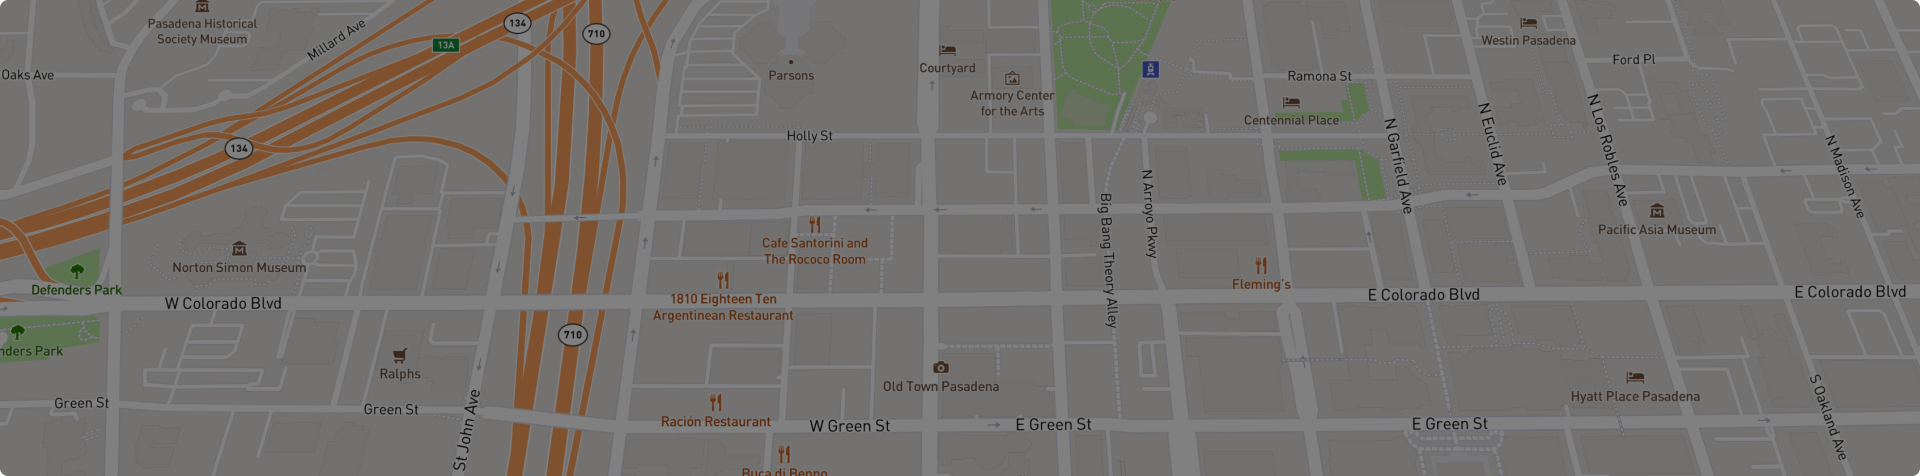 Pasadena Historical
Society Museum
Millard Ave
134
13A
710
Oaks Ave
Parsons
Courtyard
Armory Center
for the Arts
Westin Pasadena
Ford Pl
Ramona St
Centennial Place
Holly St
134
N Garfield Ave
N Euclid Ave
N Los Robles Ave
N Madison Ave
Big Bang Theory Alley
N Arroyo Pkwy
Norton Simon Museum
Cafe Santorini and
The Rococo Room
Pacific Asia Museum
Defenders Park
W Colorado Blvd
1810 Eighteen Ten
Argentinean Restaurant
Fleming's
E Colorado Blvd
E Colorado Blvd
710
nders Park
Ralphs
Old Town Pasadena
Hyatt Place Pasadena
Green St
Green St
St John Ave
Ración Restaurant
W Green St
E Green St
E Green St
S Oakland Ave
Buca di Beppo